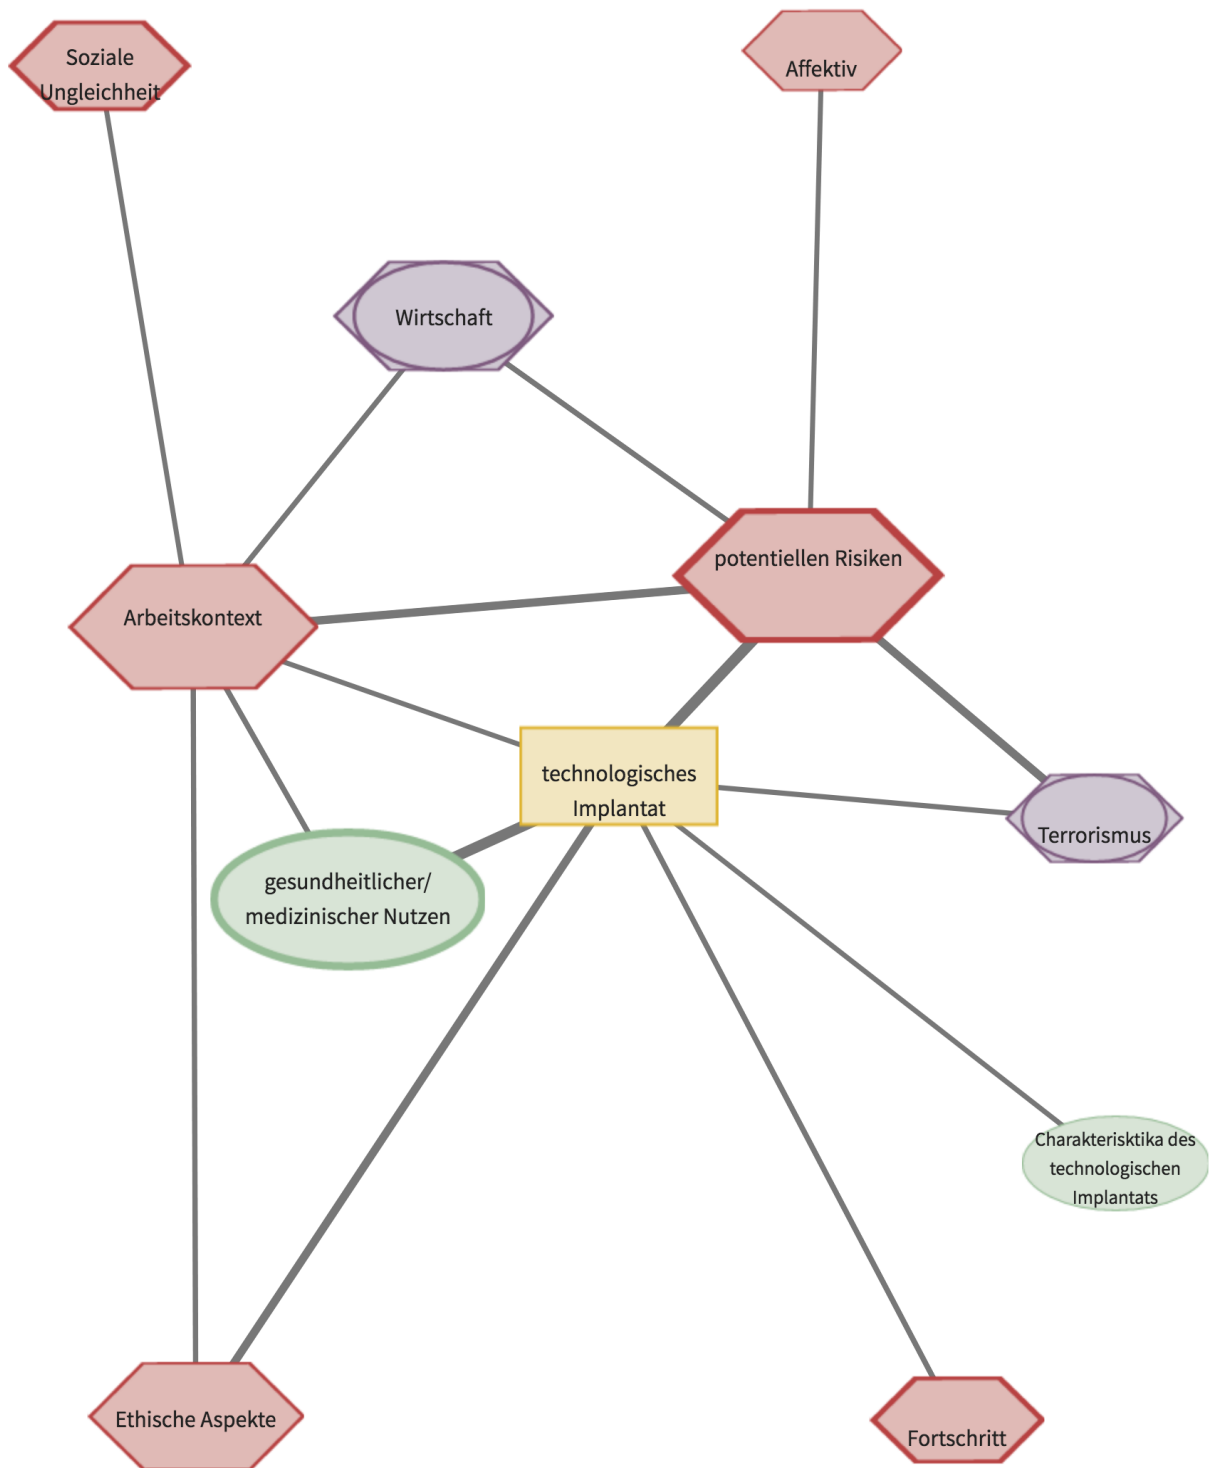 Soziale
Ungleichheit
Affektiv
Wirtschaft
potentiellen Risiken
Arbeitskontext
technologisches
Implantat
Terrorismus
gesundheitlicher/
medizinischer Nutzen
Charakterisktika des
technologischen
Implantats
Ethische Aspekte
Fortschritt